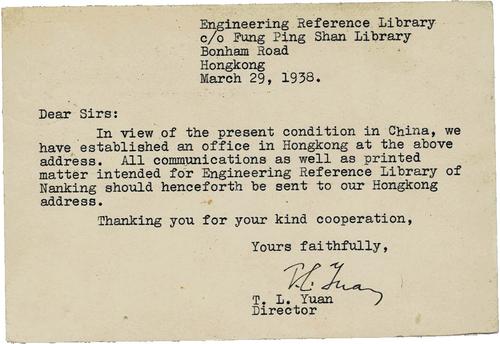 Engineering Reference Library
c/o Fung Ping Shan Library
Bonham Road
Hongkong
March 29, 1938.
Dear Sirs:
In view of the present condition in China, we
have established an office in Hongkong at the above
address. All communications as well as printed
matter intended for Engineering Reference Library of
Nanking should henceforth be sent to our Hongkong
address.
Thanking you for your kind cooperation,
Yours faithfully,
T.L. Yuan
T. L. Yuan
Director